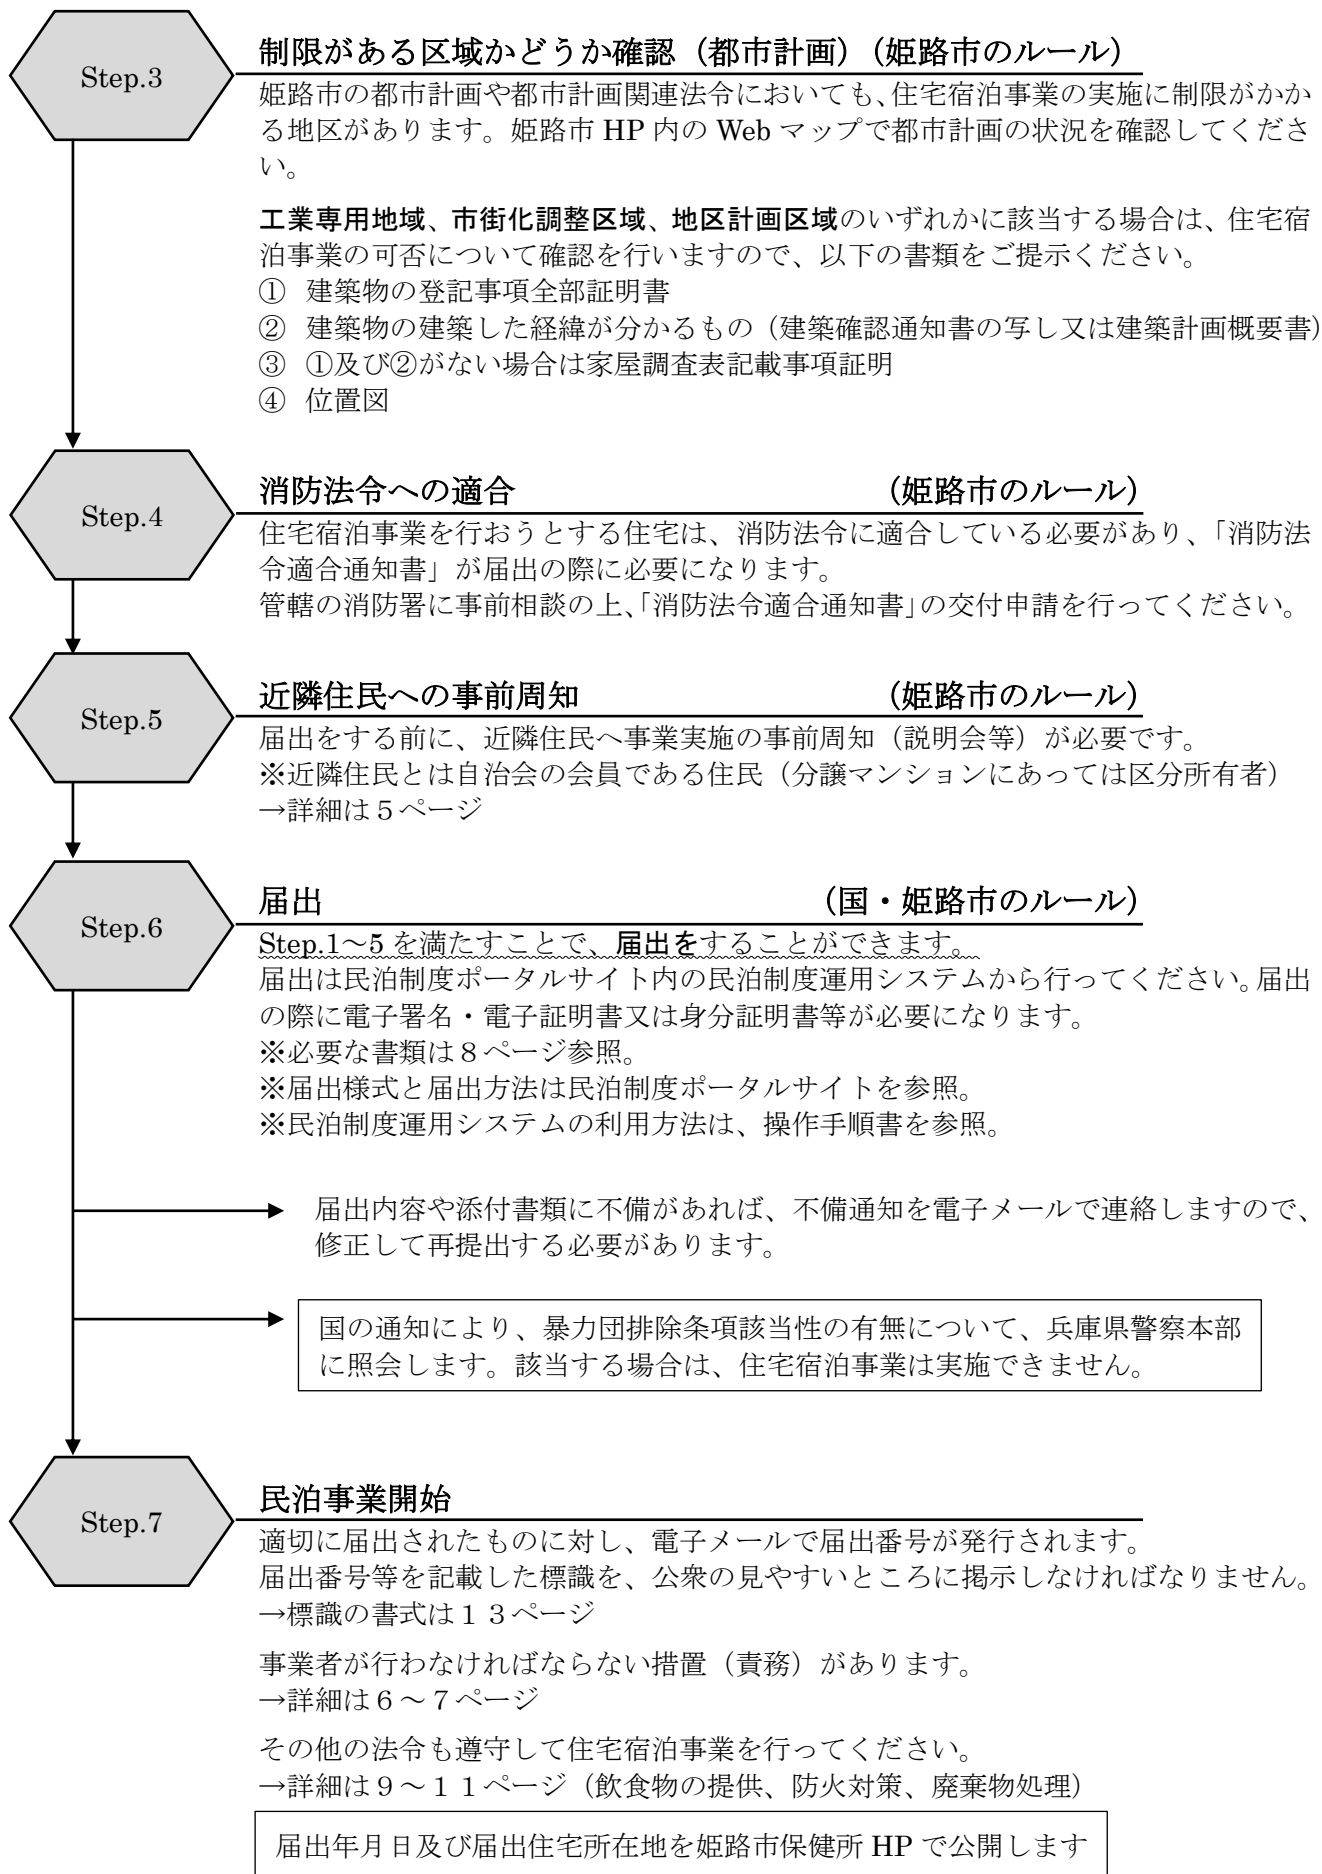 Step.3
制限がある区域かどうか確認（都市計画）（姫路市のルール）
姫路市の都市計画や都市計画関連法令においても、住宅宿泊事業の実施に制限がかか
る地区があります。姫路市 HP 内の Web マップで都市計画の状況を確認してくださ
い。
工業専用地域、市街化調整区域、地区計画区域のいずれかに該当する場合は、住宅宿
泊事業の可否について確認を行いますので、以下の書類をご提示ください。
① 建築物の登記事項全部証明書
② 建築物の建築した経緯が分かるもの（建築確認通知書の写し又は建築計画概要書）
③ ①及び②がない場合は家屋調査表記載事項証明
④ 位置図
Step.4
消防法令への適合 （姫路市のルール）
住宅宿泊事業を行おうとする住宅は、消防法令に適合している必要があり、「消防法
令適合通知書」が届出の際に必要になります。
管轄の消防署に事前相談の上、「消防法令適合通知書」の交付申請を行ってください。
Step.5
近隣住民への事前周知 （姫路市のルール）
届出をする前に、近隣住民へ事業実施の事前周知（説明会等）が必要です。
※近隣住民とは自治会の会員である住民（分譲マンションにあっては区分所有者）
→詳細は５ページ
Step.6
届出 （国・姫路市のルール）
Step.1～5 を満たすことで、届出をすることができます。
届出は民泊制度ポータルサイト内の民泊制度運用システムから行ってください。届出
の際に電子署名・電子証明書又は身分証明書等が必要になります。
※必要な書類は８ページ参照。
※届出様式と届出方法は民泊制度ポータルサイトを参照。
※民泊制度運用システムの利用方法は、操作手順書を参照。
届出内容や添付書類に不備があれば、不備通知を電子メールで連絡しますので、
修正して再提出する必要があります。
国の通知により、暴力団排除条項該当性の有無について、兵庫県警察本部
に照会します。該当する場合は、住宅宿泊事業は実施できません。
Step.7
民泊事業開始
適切に届出されたものに対し、電子メールで届出番号が発行されます。
届出番号等を記載した標識を、公衆の見やすいところに掲示しなければなりません。
→標識の書式は１３ページ
事業者が行わなければならない措置（責務）があります。
→詳細は６～７ページ
その他の法令も遵守して住宅宿泊事業を行ってください。
→詳細は９～１１ページ（飲食物の提供、防火対策、廃棄物処理）
届出年月日及び届出住宅所在地を姫路市保健所 HP で公開します